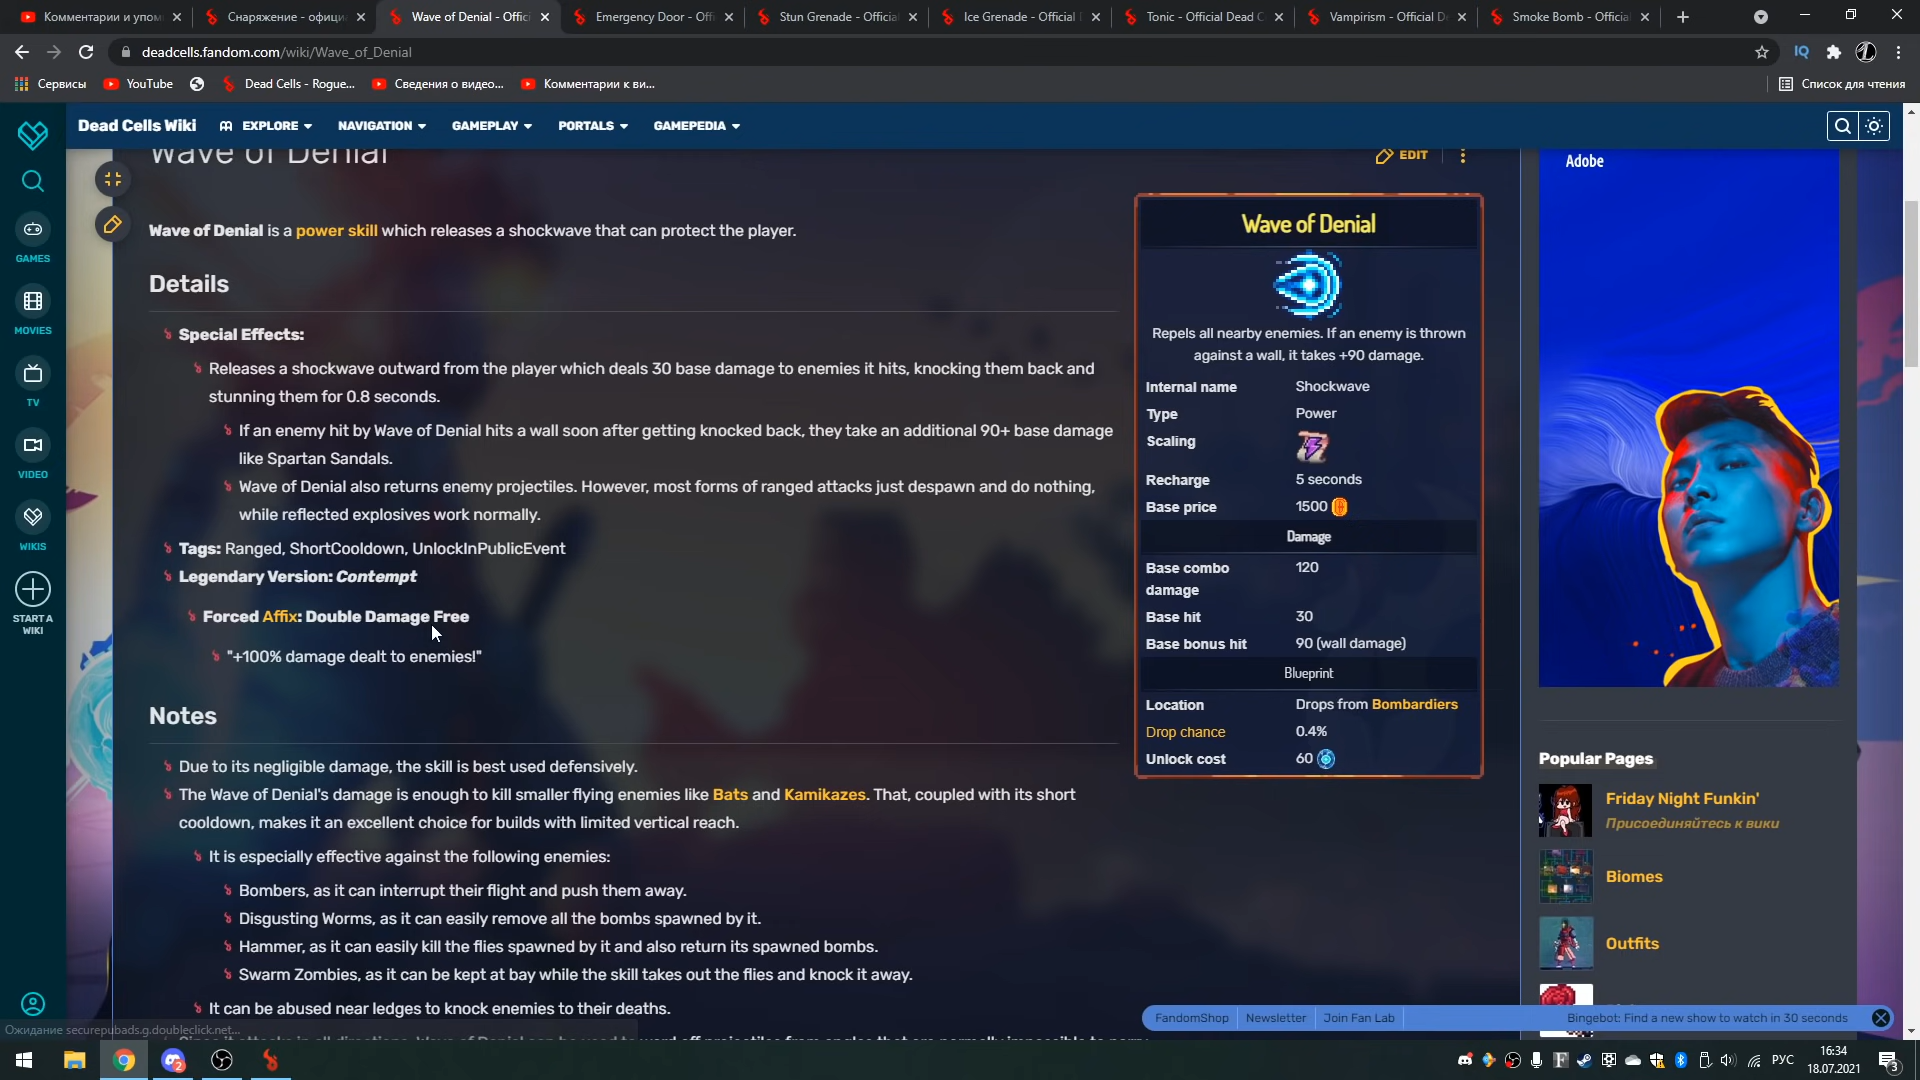 Комментарии и упом
Снаряжение - официа
Wave of Denial - Offici
Emergency Door - Offi
Stun Grenade - Official
Ice Grenade - Official D
Tonic - Official Dead C
Vampirism - Official De
Smoke Bomb - Official
deadcells.fandom.com/wiki/Wave_of_Denial
Сервисы
YouTube
Dead Cells - Rogue...
Сведения о видео...
Комментарии к ви...
Список для чтения
Dead Cells Wiki
EXPLORE
NAVIGATION
GAMEPLAY
PORTALS
GAMEPEDIA
GAMES
MOVIES
TV
VIDEO
WIKIS
START A
WIKI
Wave of Denial
EDIT
Wave of Denial is a power skill which releases a shockwave that can protect the player.
Details
Special Effects:
Releases a shockwave outward from the player which deals 30 base damage to enemies it hits, knocking them back and
stunning them for 0.8 seconds.
If an enemy hit by Wave of Denial hits a wall soon after getting knocked back, they take an additional 90+ base damage
like Spartan Sandals.
Wave of Denial also returns enemy projectiles. However, most forms of ranged attacks just despawn and do nothing,
while reflected explosives work normally.
Tags: Ranged, ShortCooldown, UnlockInPublicEvent
Legendary Version: Contempt
Forced Affix: Double Damage Free
"+100% damage dealt to enemies!"
Notes
Due to its negligible damage, the skill is best used defensively.
The Wave of Denial's damage is enough to kill smaller flying enemies like Bats and Kamikazes. That, coupled with its short
cooldown, makes it an excellent choice for builds with limited vertical reach.
It is especially effective against the following enemies:
Bombers, as it can interrupt their flight and push them away.
Disgusting Worms, as it can easily remove all the bombs spawned by it.
Hammer, as it can easily kill the flies spawned by it and also return its spawned bombs.
Swarm Zombies, as it can be kept at bay while the skill takes out the flies and knock it away.
It can be abused near ledges to knock enemies to their deaths.
Wave of Denial
Repels all nearby enemies. If an enemy is thrown
against a wall, it takes +90 damage.
Internal name Shockwave
Type Power
Scaling
Recharge 5 seconds
Base price 1500
Damage
Base combo 120
damage
Base hit 30
Base bonus hit 90 (wall damage)
Blueprint
Location Drops from Bombardiers
Drop chance 0.4%
Unlock cost 60
Adobe
Popular Pages
Friday Night Funkin'
Присоединяйтесь к вики
Biomes
Outfits
FandomShop
Newsletter
Join Fan Lab
Bingebot: Find a new show to watch in 30 seconds
Ожидание securepubads.g.doubleclick.net...
2
РУС
16:34
18.07.2021
3